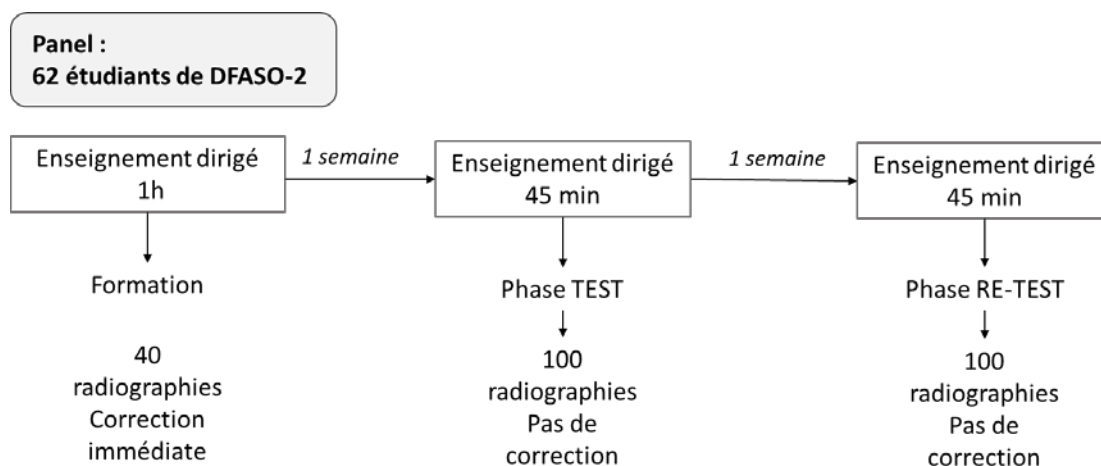 Panel :
62 étudiants de DFASO-2
Enseignement dirigé
1h
1 semaine
Enseignement dirigé
45 min
1 semaine
Enseignement dirigé
45 min
Formation
Phase TEST
Phase RE-TEST
40
radiographies
Correction
immédiate
100
radiographies
Pas de
correction
100
radiographies
Pas de
correction